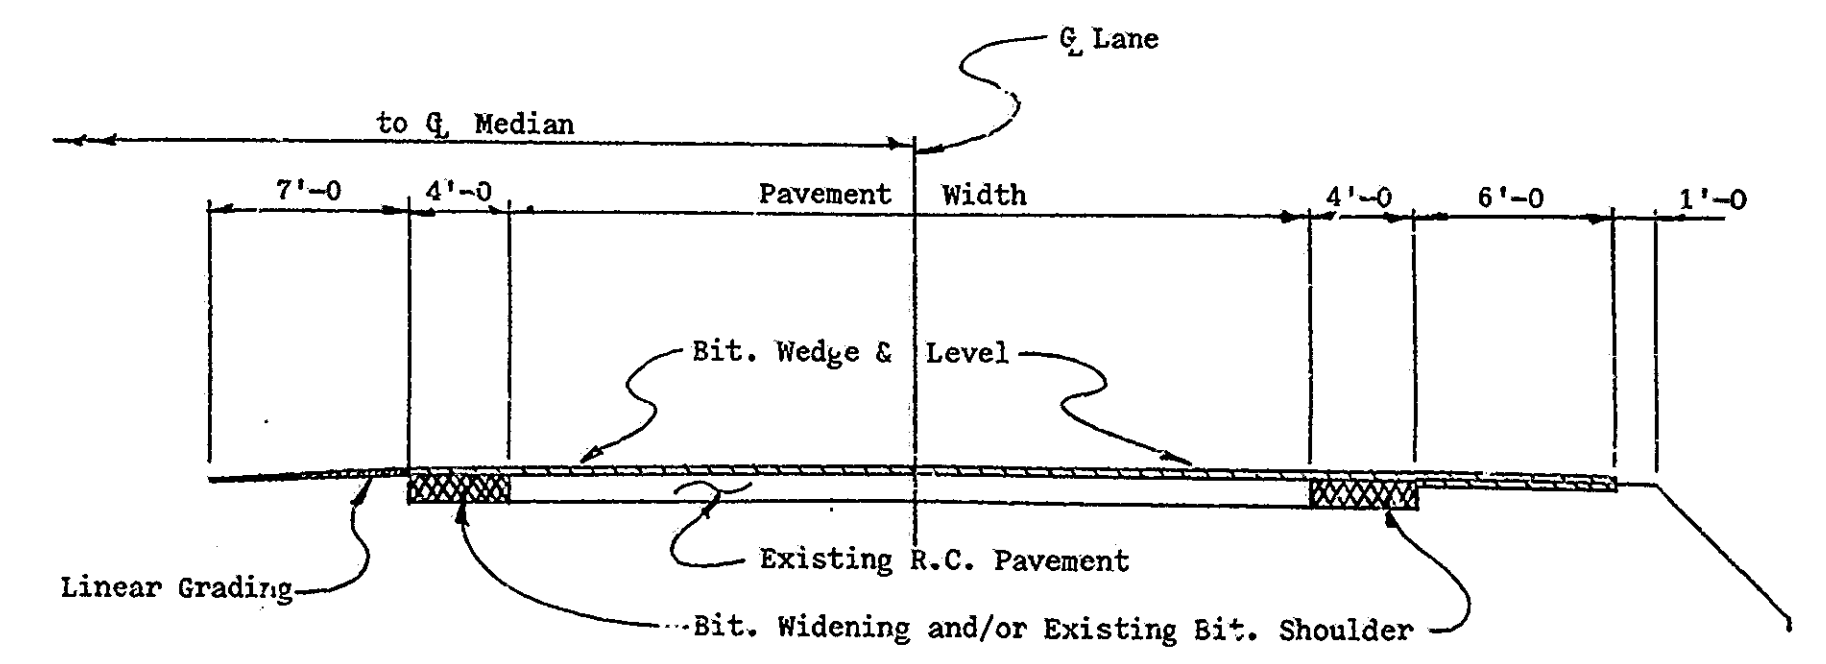 ℄ Lane
to ℄ Median
7'-0 4'-0 Pavement Width 4'-0 6'-0 1'-0
Bit. Wedge & Level
Existing R.C. Pavement
Linear Grading
Bit. Widening and/or Existing Bit. Shoulder